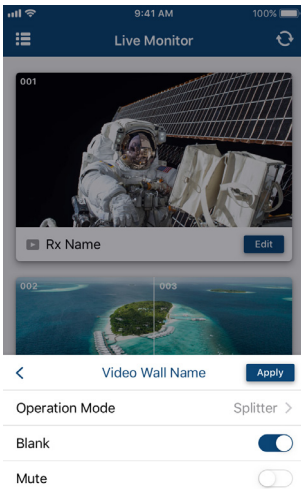 9:41 AM 100%
Live Monitor
001
Rx Name Edit
002 003
Video Wall Name Apply
Operation Mode Splitter
Blank
Mute